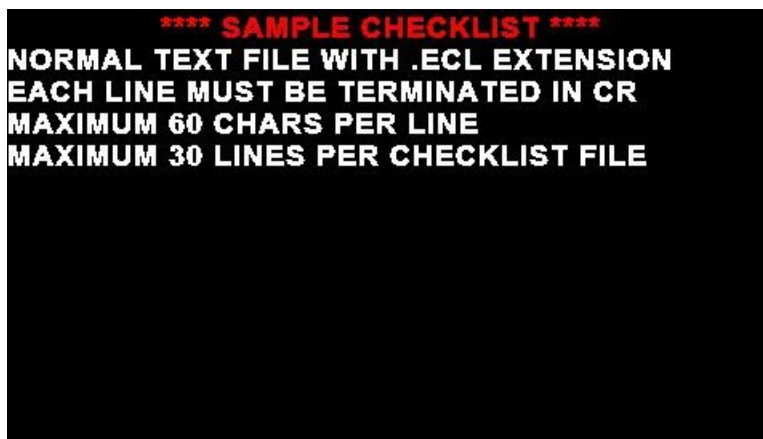 **** SAMPLE CHECKLIST ****
NORMAL TEXT FILE WITH .ECL EXTENSION
EACH LINE MUST BE TERMINATED IN CR
MAXIMUM 60 CHARS PER LINE
MAXIMUM 30 LINES PER CHECKLIST FILE